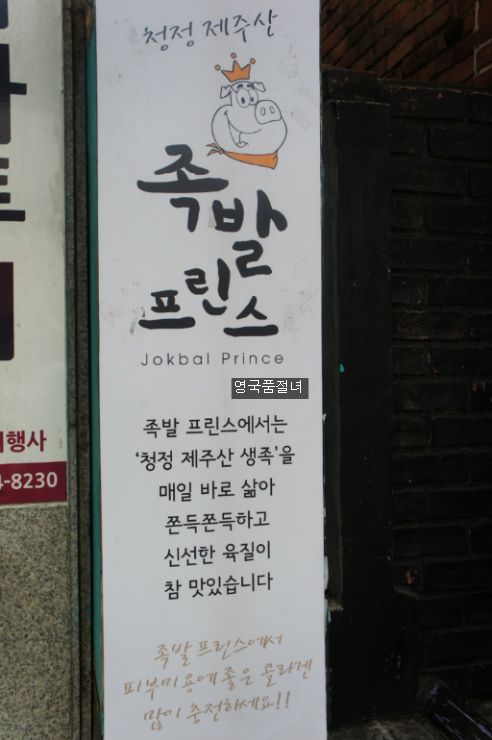 청정 제주산
족발
프린스
Jokbal Prince
영국품절녀
족발 프린스에서는
'청정 제주산 생족'을
매일 바로 삶아
쫀득쫀득하고
신선한 육질이
참 맛있습니다
족발 프린스에서
피부미용에 좋은 콜라겐
많이 충전하세요!!
행사
-8230